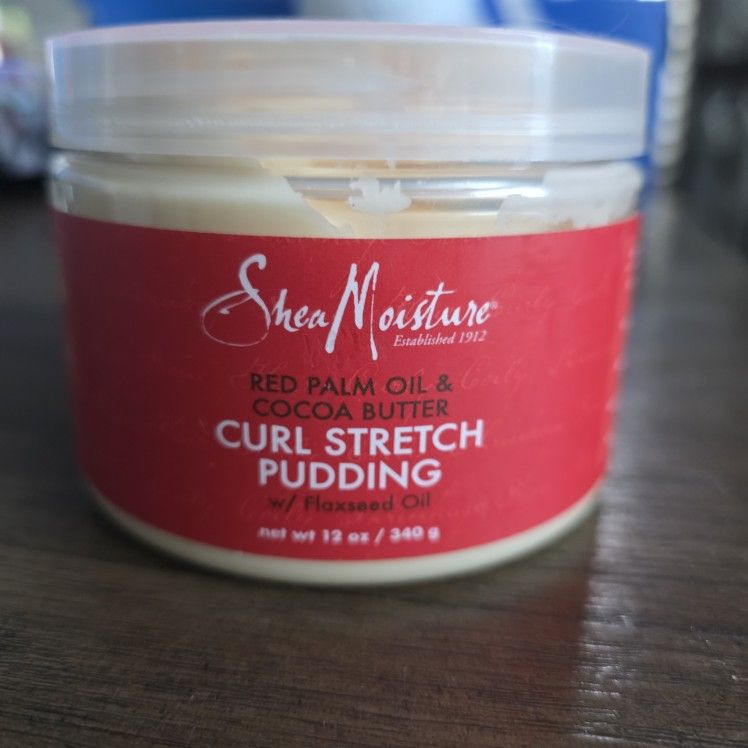 SheaMoisture®
Established 1912
RED PALM OIL &
COCOA BUTTER
CURL STRETCH
PUDDING
w/ Flaxseed Oil
net wt 12 oz / 340 g